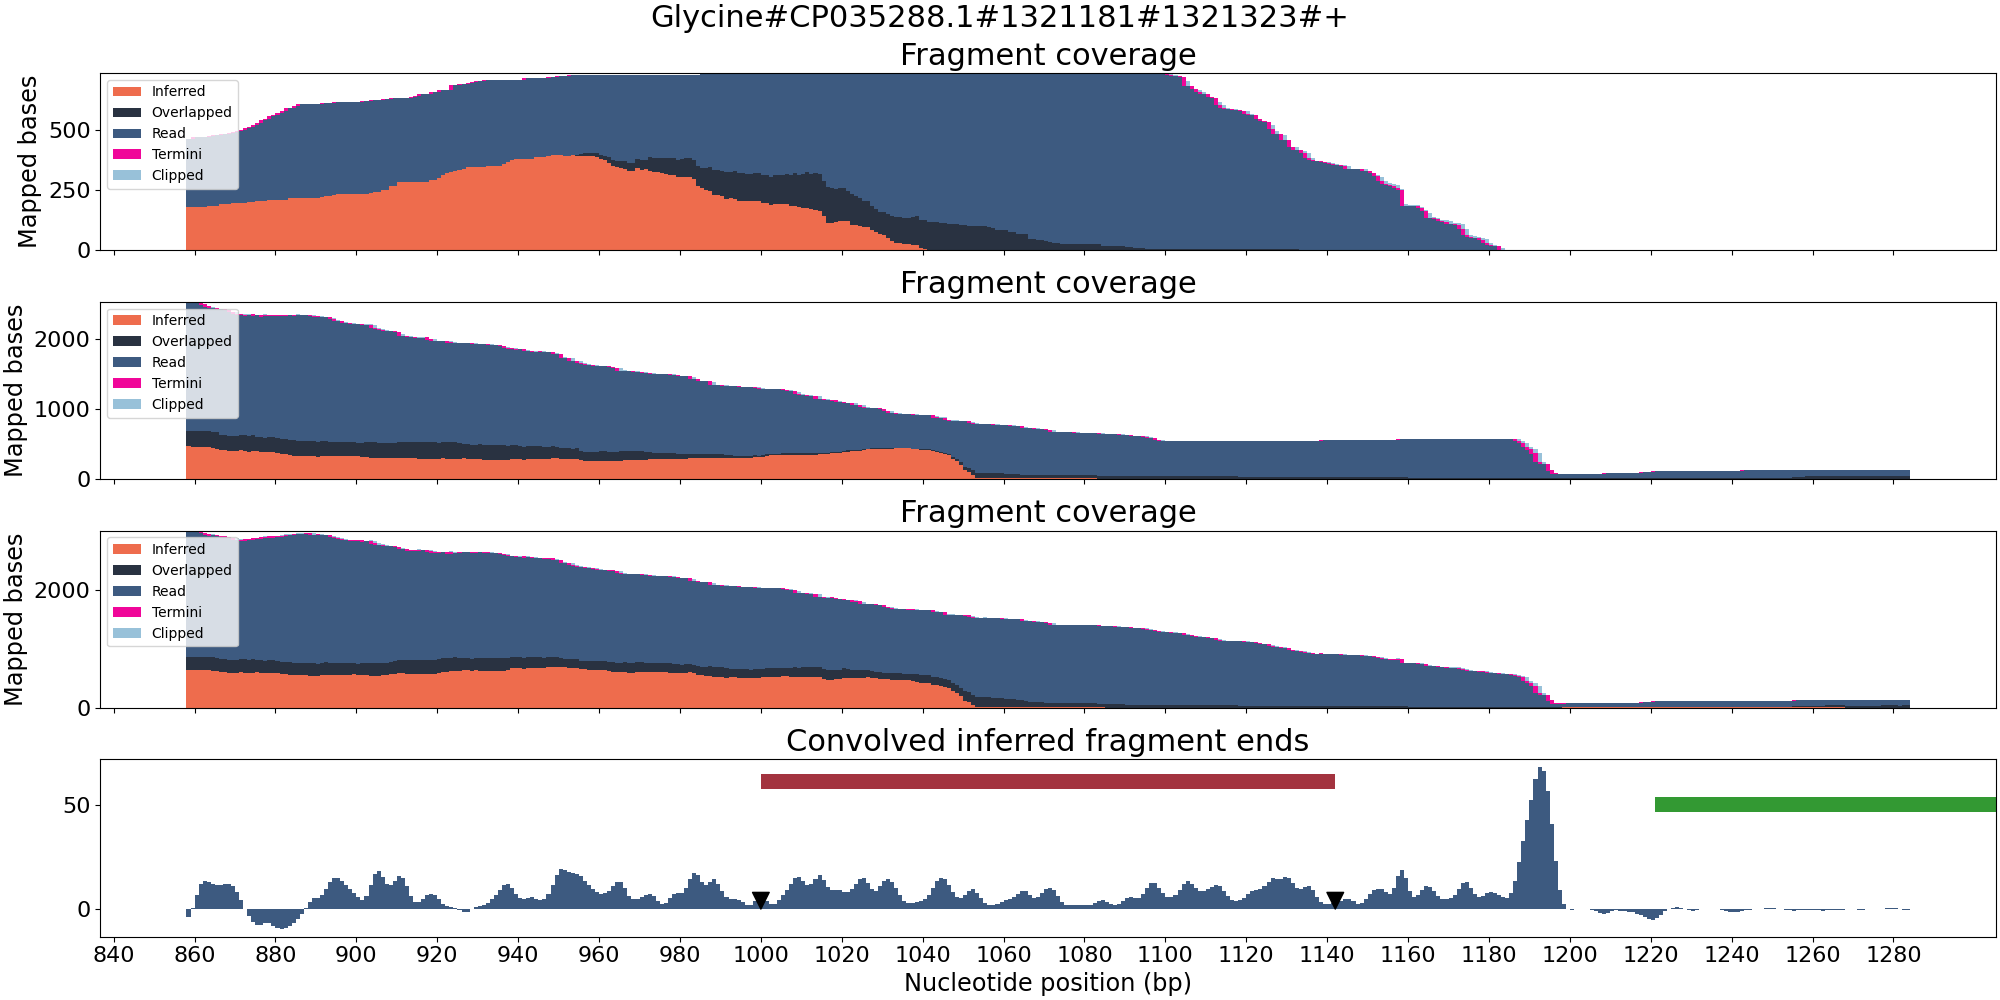 Glycine#CP035288.1#1321181#1321323#+
Fragment coverage
Mapped bases
500
250
0
Inferred
Overlapped
Read
Termini
Clipped
Fragment coverage
Mapped bases
2000
1000
0
Inferred
Overlapped
Read
Termini
Clipped
Fragment coverage
Mapped bases
2000
0
Inferred
Overlapped
Read
Termini
Clipped
Convolved inferred fragment ends
50
0
840 860 880 900 920 940 960 980 1000 1020 1040 1060 1080 1100 1120 1140 1160 1180 1200 1220 1240 1260 1280
Nucleotide position (bp)